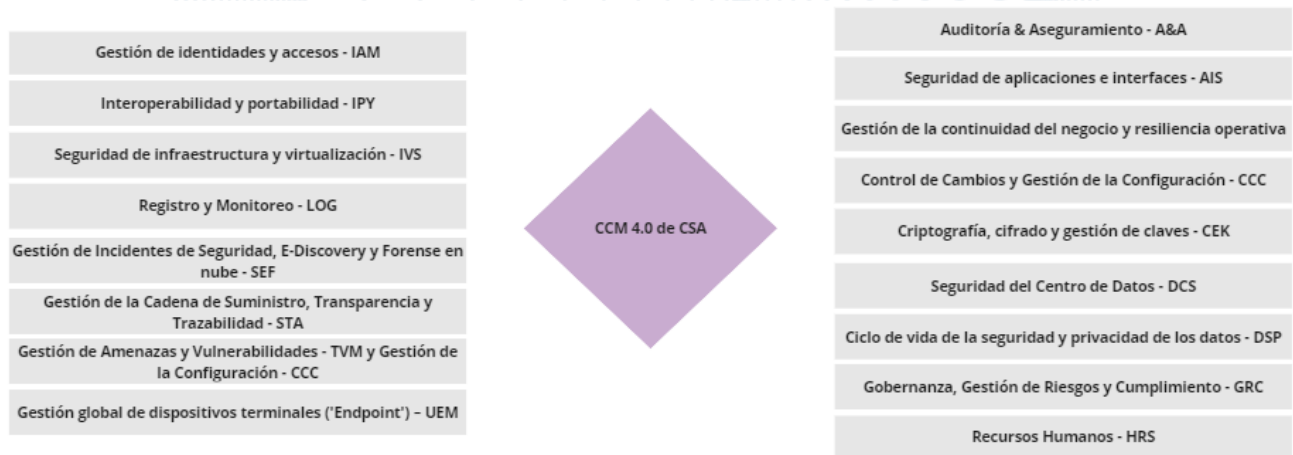 Gestión de identidades y accesos - IAM
Interoperabilidad y portabilidad - IPY
Seguridad de infraestructura y virtualización - IVS
Registro y Monitoreo - LOG
Gestión de Incidentes de Seguridad, E-Discovery y Forense en
nube - SEF
Gestión de la Cadena de Suministro, Transparencia y
Trazabilidad - STA
Gestión de Amenazas y Vulnerabilidades - TVM y Gestión de
la Configuración - CCC
Gestión global de dispositivos terminales ('Endpoint') – UEM
CCM 4.0 de CSA
Auditoría & Aseguramiento - A&A
Seguridad de aplicaciones e interfaces - AIS
Gestión de la continuidad del negocio y resiliencia operativa
Control de Cambios y Gestión de la Configuración - CCC
Criptografía, cifrado y gestión de claves - CEK
Seguridad del Centro de Datos - DCS
Ciclo de vida de la seguridad y privacidad de los datos - DSP
Gobernanza, Gestión de Riesgos y Cumplimiento - GRC
Recursos Humanos - HRS